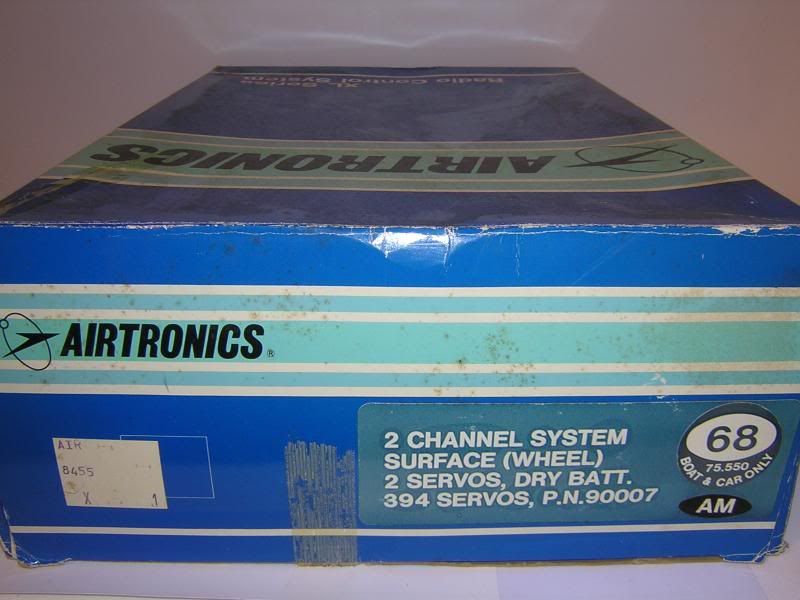 XL Series
Radio Control System
AIRTRONICS
AIRTRONICS®
AIR
8455
X 1
2 CHANNEL SYSTEM
SURFACE (WHEEL)
2 SERVOS, DRY BATT.
394 SERVOS, P.N.90007
68
75.550
BOAT & CAR ONLY
AM